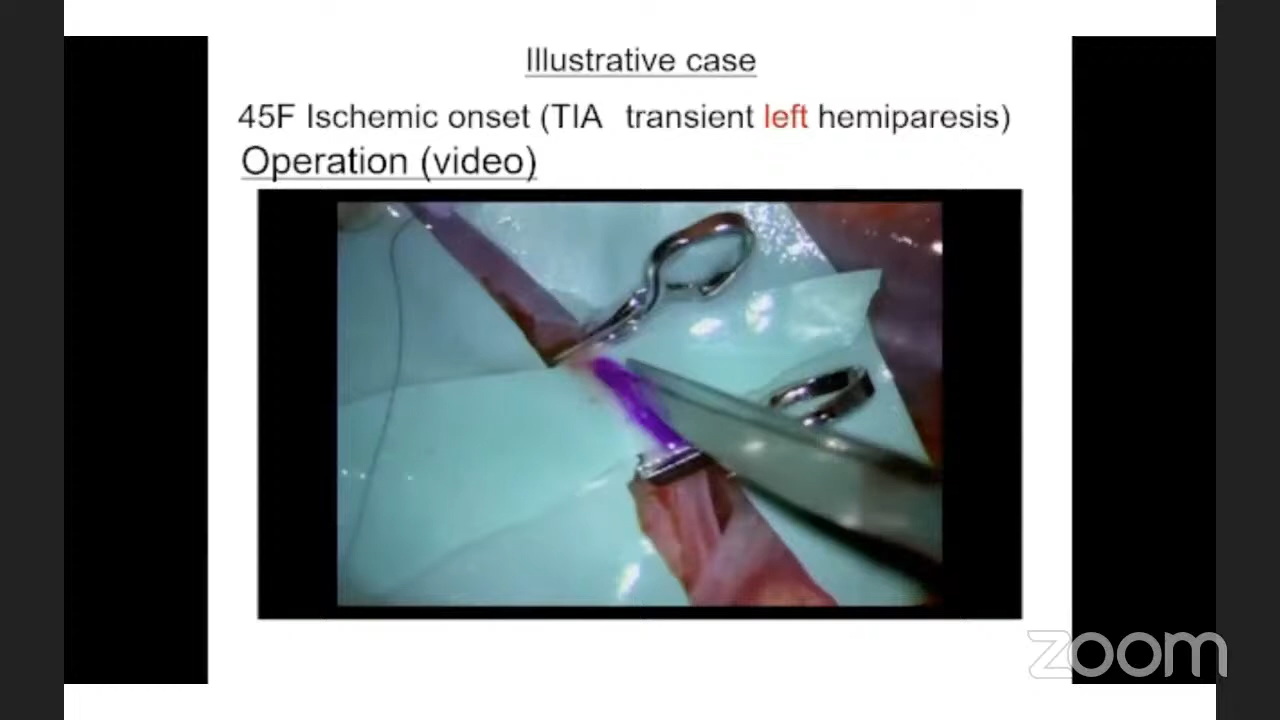 Illustrative case
45F Ischemic onset (TIA transient left hemiparesis)
Operation (video)
zoom